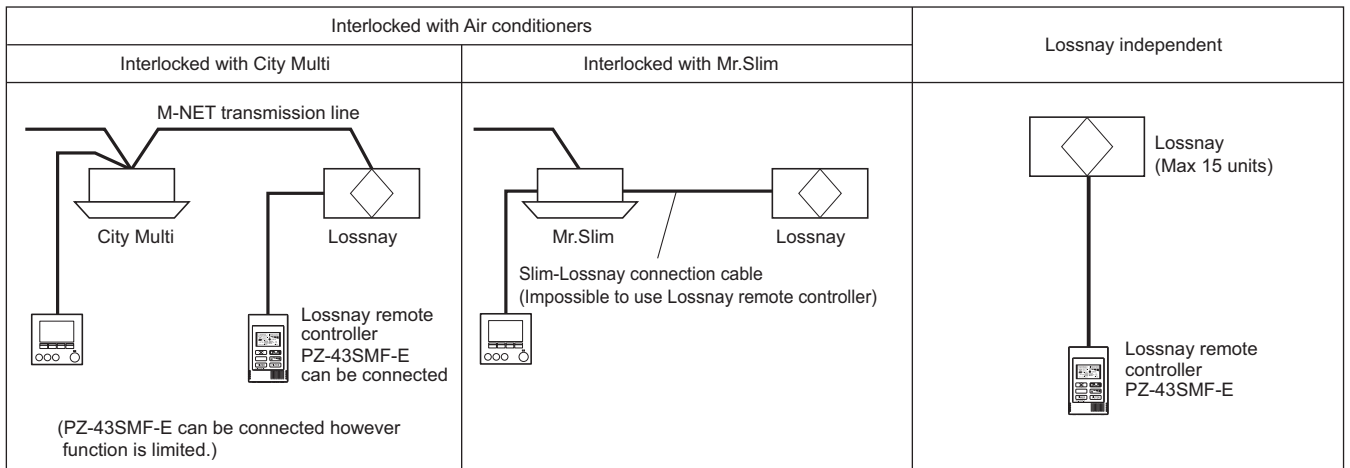 Interlocked with Air conditioners
Lossnay independent
Interlocked with City Multi
Interlocked with Mr.Slim
M-NET transmission line
City Multi
Lossnay
Lossnay remote
controller
PZ-43SMF-E
can be connected
(PZ-43SMF-E can be connected however
function is limited.)
Mr.Slim
Lossnay
Slim-Lossnay connection cable
(Impossible to use Lossnay remote controller)
Lossnay
(Max 15 units)
Lossnay remote
controller
PZ-43SMF-E